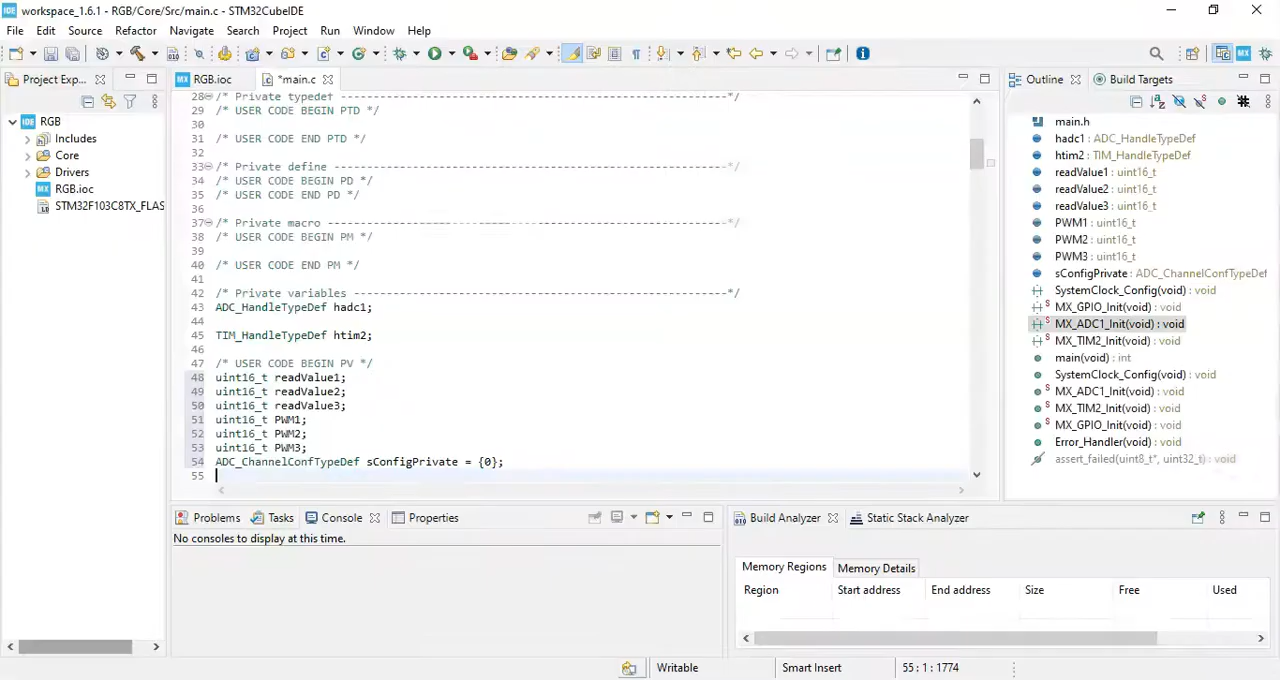 workspace_1.6.1 - RGB/Core/Src/main.c - STM32CubeIDE
File Edit Source Refactor Navigate Search Project Run Window Help
Project Exp...
RGB.ioc
*main.c
Outline
Build Targets
RGB
Includes
Core
Drivers
RGB.ioc
STM32F103C8TX_FLAS
28 /* Private typedef -----------------------------------------------------------*/
29 /* USER CODE BEGIN PTD */
30
31 /* USER CODE END PTD */
32
33 /* Private define ------------------------------------------------------------*/
34 /* USER CODE BEGIN PD */
35 /* USER CODE END PD */
36
37 /* Private macro -------------------------------------------------------------*/
38 /* USER CODE BEGIN PM */
39
40 /* USER CODE END PM */
41
42 /* Private variables ---------------------------------------------------------*/
43 ADC_HandleTypeDef hadc1;
44
45 TIM_HandleTypeDef htim2;
46
47 /* USER CODE BEGIN PV */
48 uint16_t readValue1;
49 uint16_t readValue2;
50 uint16_t readValue3;
51 uint16_t PWM1;
52 uint16_t PWM2;
53 uint16_t PWM3;
54 ADC_ChannelConfTypeDef sConfigPrivate = {0};
55
main.h
hadc1 : ADC_HandleTypeDef
htim2 : TIM_HandleTypeDef
readValue1 : uint16_t
readValue2 : uint16_t
readValue3 : uint16_t
PWM1 : uint16_t
PWM2 : uint16_t
PWM3 : uint16_t
sConfigPrivate : ADC_ChannelConfTypeDef
SystemClock_Config(void) : void
MX_GPIO_Init(void) : void
MX_ADC1_Init(void) : void
MX_TIM2_Init(void) : void
main(void) : int
SystemClock_Config(void) : void
MX_ADC1_Init(void) : void
MX_TIM2_Init(void) : void
MX_GPIO_Init(void) : void
Error_Handler(void) : void
assert_failed(uint8_t*, uint32_t) : void
Problems Tasks Console Properties
No consoles to display at this time.
Build Analyzer Static Stack Analyzer
Memory Regions Memory Details
Region Start address End address Size Free Used
Writable Smart Insert 55 : 1 : 1774